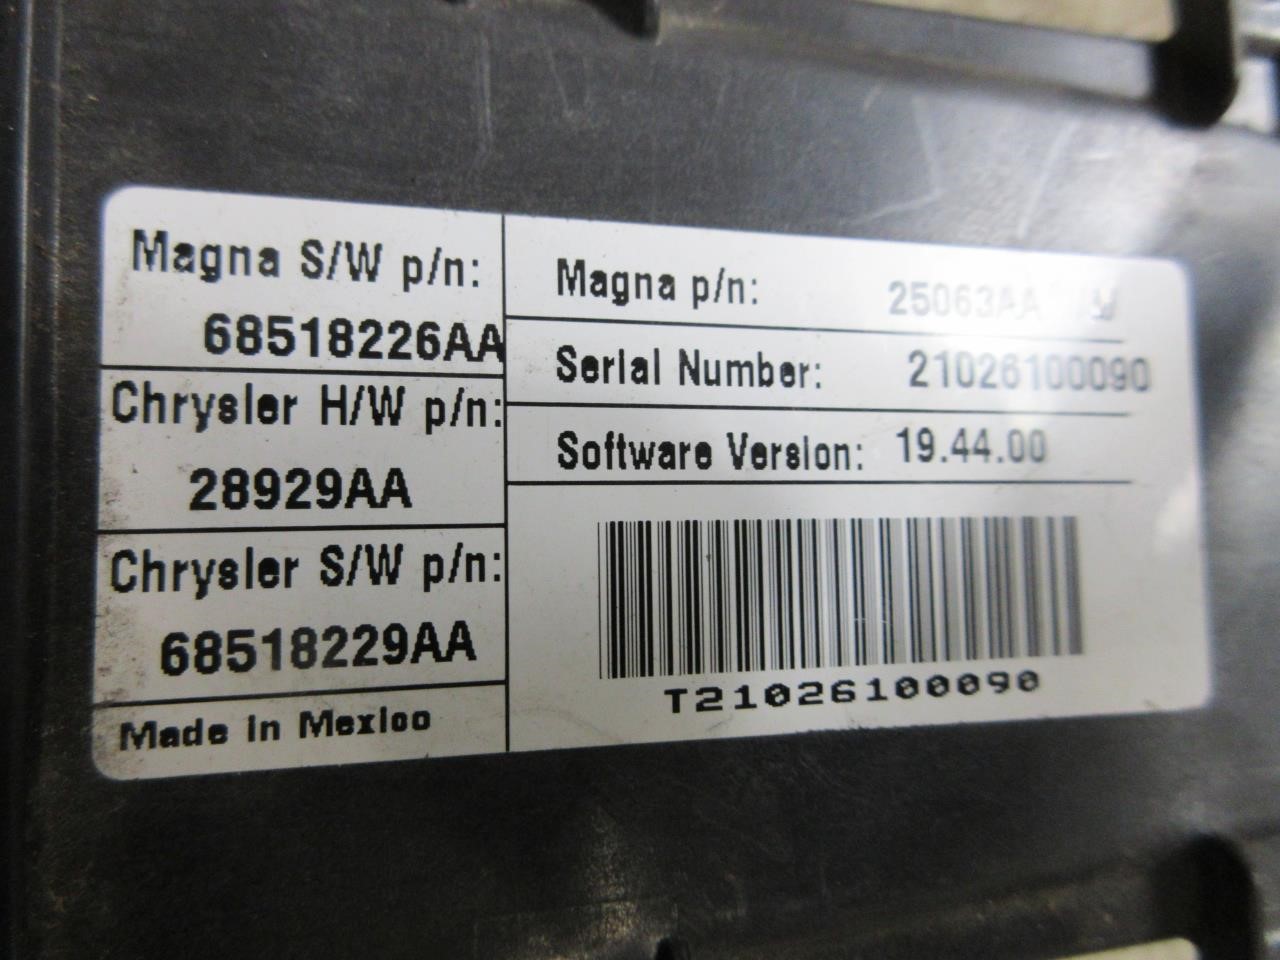 Magna S/W p/n:
68518226AA
Chrysler H/W p/n:
28929AA
Chrysler S/W p/n:
68518229AA
Made in Mexico
Magna p/n: 25063AA
Serial Number: 21026100090
Software Version: 19.44.00
T21026100090